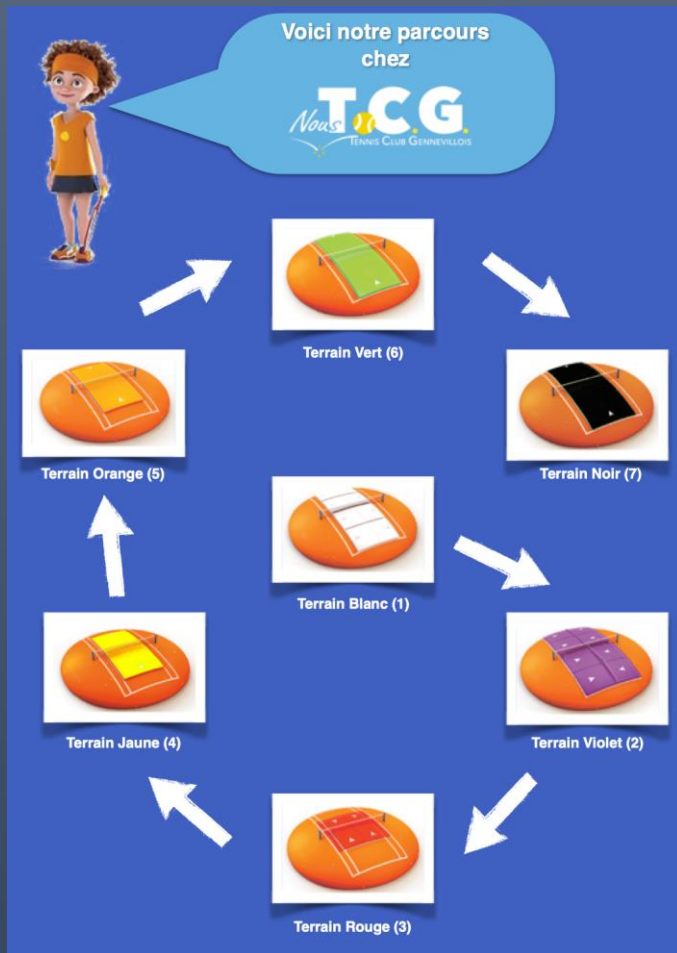 Voici notre parcours
chez
Nous T.C.G.
TENNIS CLUB GENNEVILLOIS
Terrain Vert (6)
Terrain Orange (5)
Terrain Noir (7)
Terrain Blanc (1)
Terrain Jaune (4)
Terrain Violet (2)
Terrain Rouge (3)